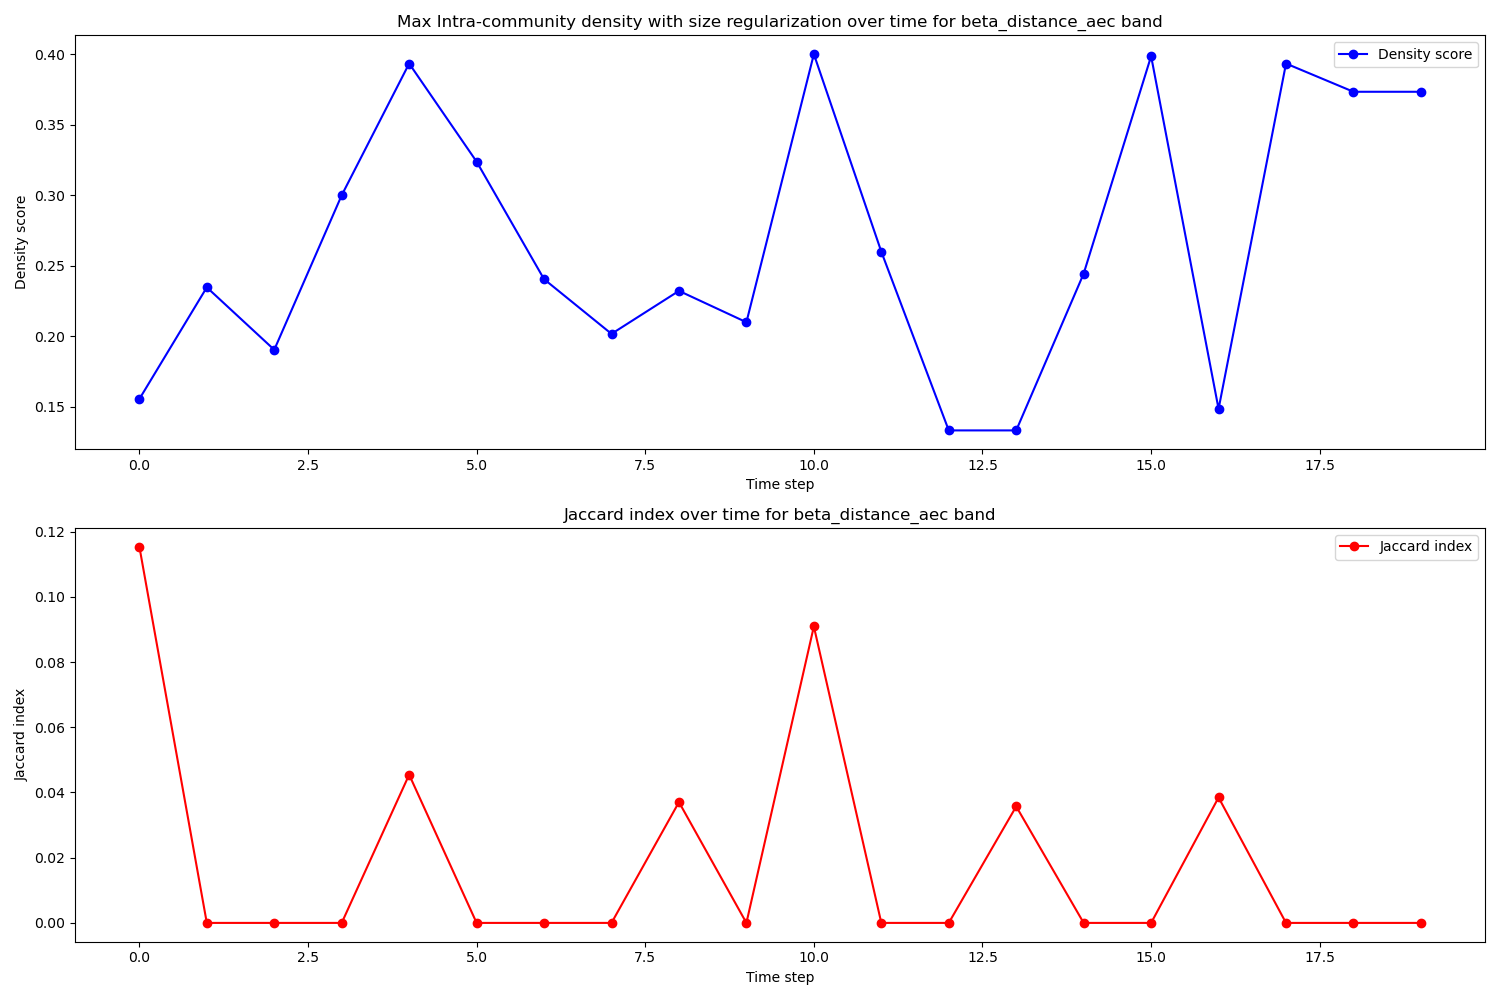 Max Intra-community density with size regularization over time for beta_distance_aec band
Density score
0.40
0.35
0.30
0.25
0.20
0.15
Density score
0.0 2.5 5.0 7.5 10.0 12.5 15.0 17.5
Time step
Jaccard index over time for beta_distance_aec band
Jaccard index
0.12
0.10
0.08
0.06
0.04
0.02
0.00
Jaccard index
0.0 2.5 5.0 7.5 10.0 12.5 15.0 17.5
Time step